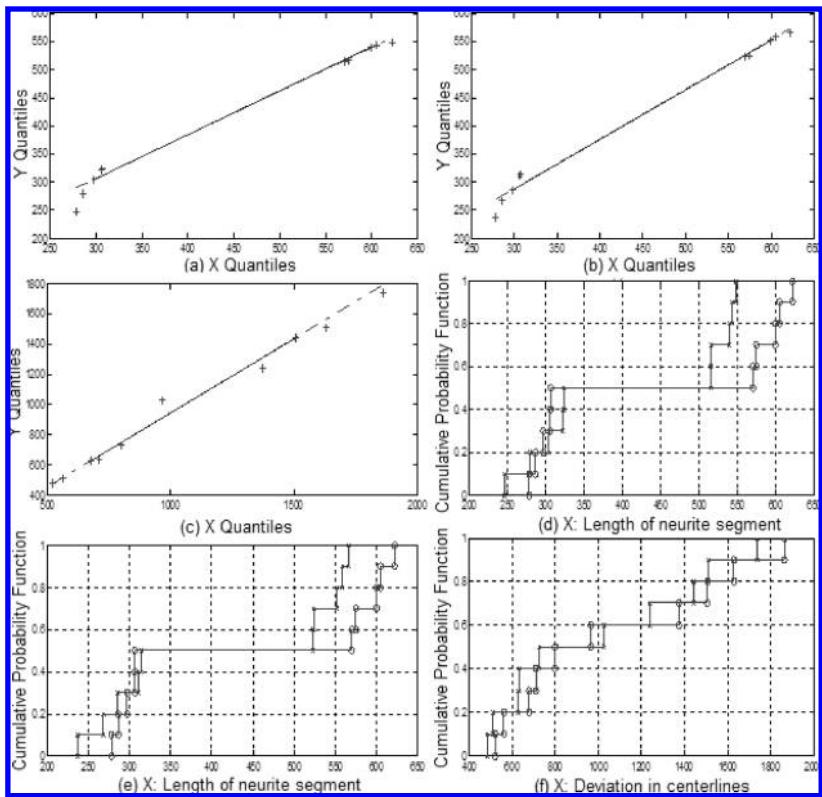 550
500
450
400
350
300
250
200
Y Quantiles
250 300 350 400 450 500 550 600 650
(a) X Quantiles
600
550
500
450
400
350
300
250
200
Y Quantiles
250 300 350 400 450 500 550 600 650
(b) X Quantiles
1800
1600
1400
1200
1000
800
600
400
Y Quantiles
500 1000 1500 2000
(c) X Quantiles
1
0.8
0.6
0.4
0.2
0
Cumulative Probability Function
200 250 300 350 400 450 500 550 600 650
(d) X: Length of neurite segment
1
0.8
0.6
0.4
0.2
0
Cumulative Probability Function
200 250 300 350 400 450 500 550 600 650
(e) X: Length of neurite segment
1
0.8
0.6
0.4
0.2
0
Cumulative Probability Function
400 600 800 1000 1200 1400 1600 1800 200
(f) X: Deviation in centerlines